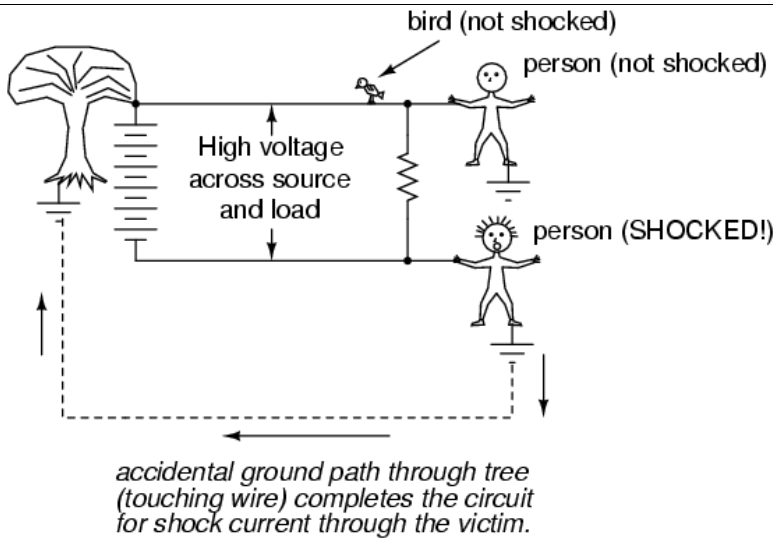 bird (not shocked)
person (not shocked)
High voltage
across source
and load
person (SHOCKED!)
accidental ground path through tree
(touching wire) completes the circuit
for shock current through the victim.